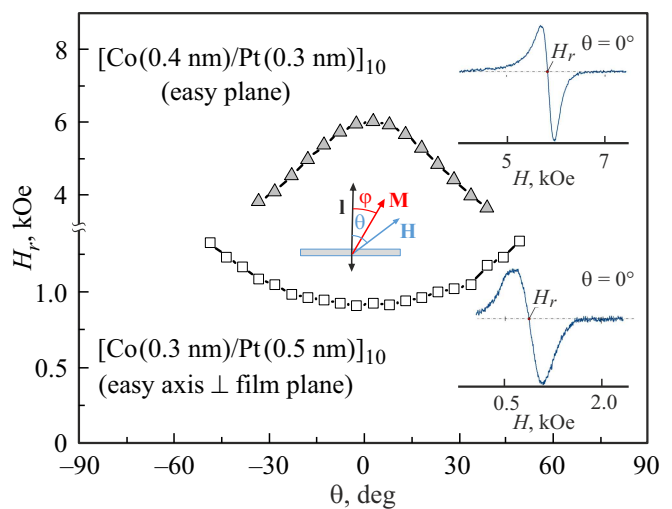 [Co(0.4 nm)/Pt(0.3 nm)]10
(easy plane)
θ = 0°
Hr
5 7
H, kOe
8
6
4
1.0
0.5
0
Hr, kOe
l φ M
θ H
θ = 0°
Hr
0.5 2.0
H, kOe
[Co(0.3 nm)/Pt(0.5 nm)]10
(easy axis ⊥ film plane)
−90 −60 −30 0 30 60 90
θ, deg